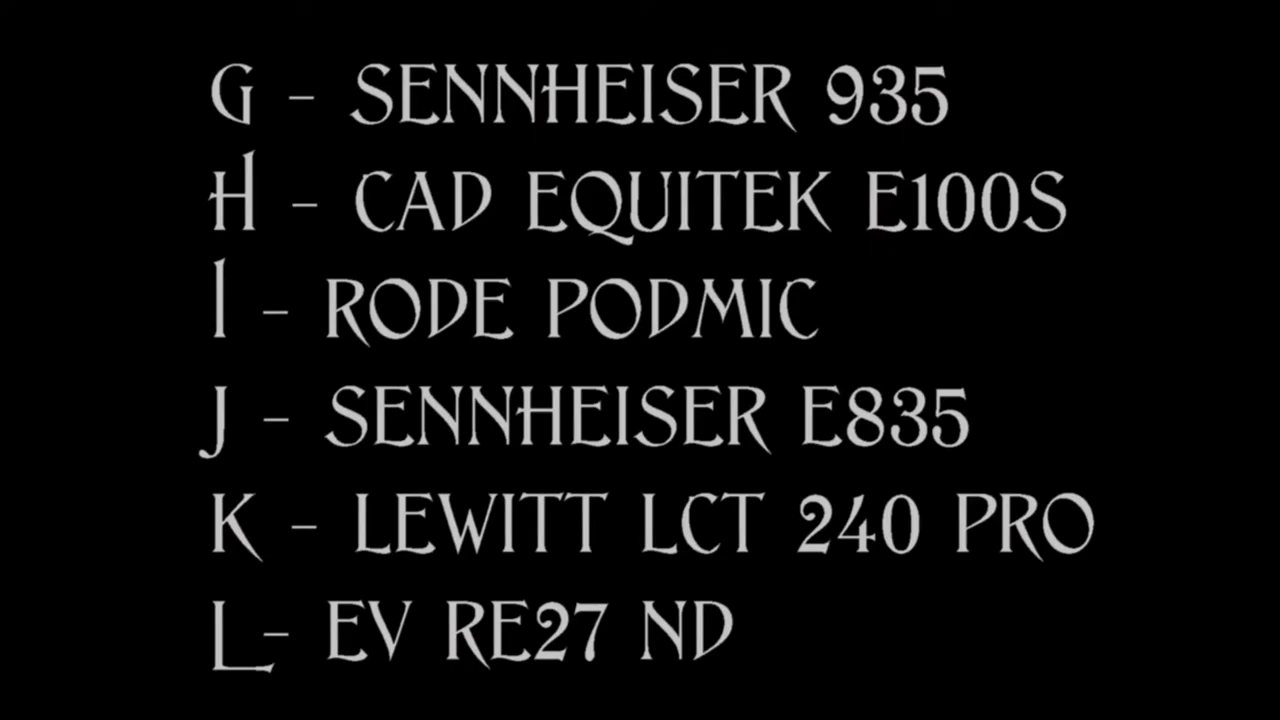 G - SENNHEISER 935
H - CAD EQUITEK E100S
I - RODE PODMIC
J - SENNHEISER E835
K - LEWITT LCT 240 PRO
L - EV RE27 ND